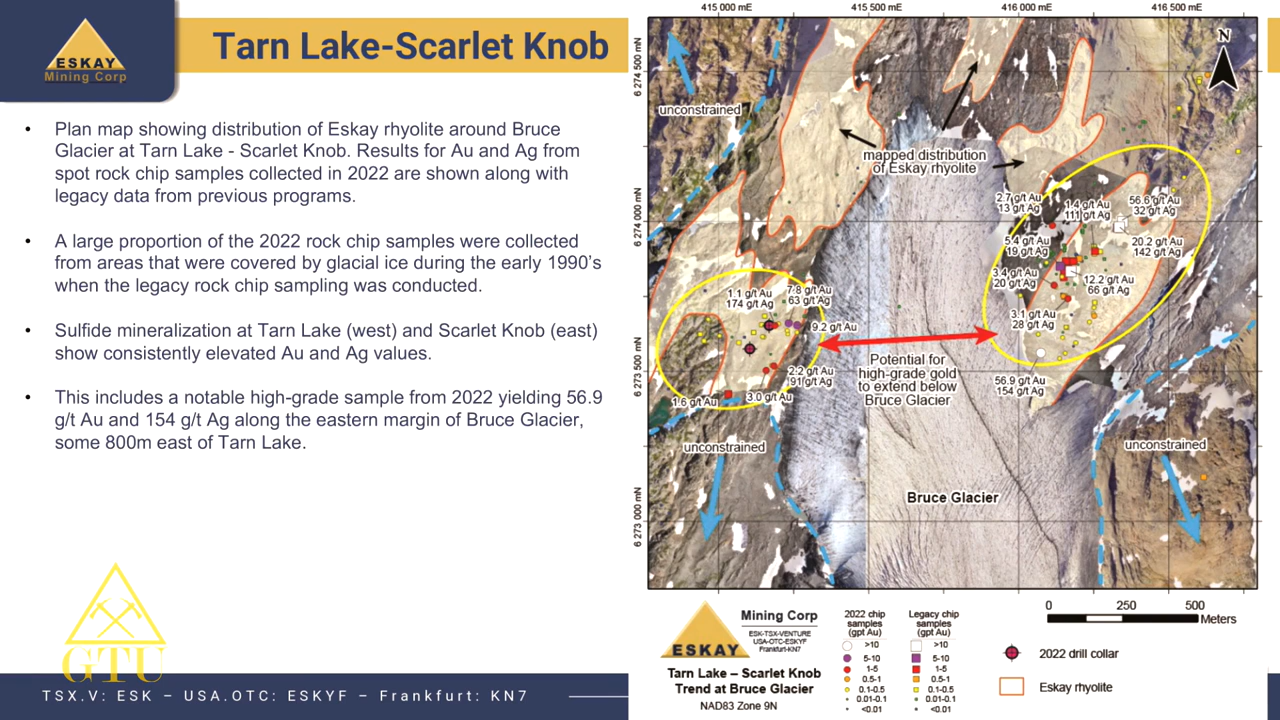 ESKAY
Mining Corp
Tarn Lake-Scarlet Knob
• Plan map showing distribution of Eskay rhyolite around Bruce
Glacier at Tarn Lake - Scarlet Knob. Results for Au and Ag from
spot rock chip samples collected in 2022 are shown along with
legacy data from previous programs.
• A large proportion of the 2022 rock chip samples were collected
from areas that were covered by glacial ice during the early 1990's
when the legacy rock chip sampling was conducted.
• Sulfide mineralization at Tarn Lake (west) and Scarlet Knob (east)
show consistently elevated Au and Ag values.
• This includes a notable high-grade sample from 2022 yielding 56.9
g/t Au and 154 g/t Ag along the eastern margin of Bruce Glacier,
some 800m east of Tarn Lake.
GTU
TSX.V: ESK – USA.OTC: ESKYF – Frankfurt: KN7
415 000 mE
415 500 mE
416 000 mE
416 500 mE
6 274 500 mN
6 274 000 mN
6 273 500 mN
6 273 000 mN
N
unconstrained
mapped distribution
of Eskay rhyolite
2.7 g/t Au
13 g/t Ag
1.4 g/t Au
111 g/t Ag
56.6 g/t Au
32 g/t Ag
5.4 g/t Au
19 g/t Ag
20.2 g/t Au
142 g/t Ag
3.4 g/t Au
20 g/t Ag
12.2 g/t Au
66 g/t Ag
3.1 g/t Au
28 g/t Ag
1.1 g/t Au
174 g/t Ag
7.8 g/t Au
63 g/t Ag
9.2 g/t Au
2.2 g/t Au
91 g/t Ag
1.6 g/t Au
3.0 g/t Au
56.9 g/t Au
154 g/t Ag
Potential for
high-grade gold
to extend below
Bruce Glacier
unconstrained
unconstrained
Bruce Glacier
ESKAY
Mining Corp
ESK-TSX-VENTURE
USA-OTC-ESKYF
Frankfurt-KN7
Tarn Lake – Scarlet Knob
Trend at Bruce Glacier
NAD83 Zone 9N
2022 chip
samples
(gpt Au)
>10
5-10
1-5
0.5-1
0.1-0.5
0.01-0.1
<0.01
Legacy chip
samples
(gpt Au)
>10
5-10
1-5
0.5-1
0.1-0.5
0.01-0.1
<0.01
0 250 500
Meters
2022 drill collar
Eskay rhyolite